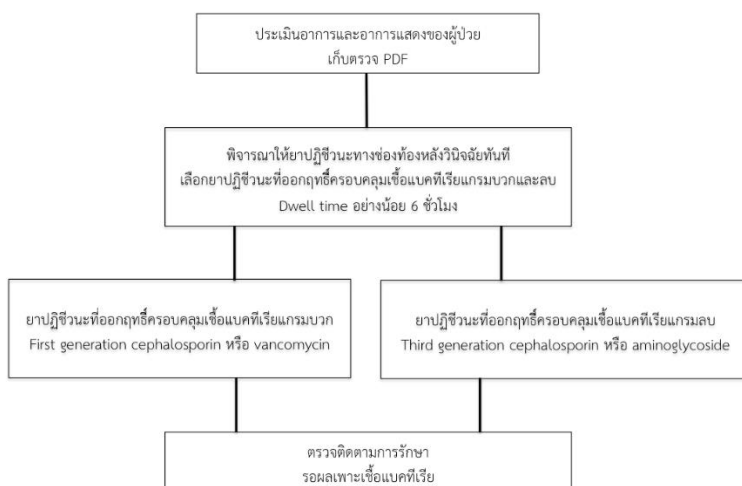 ประเมินอาการและอาการแสดงของผู้ป่วย
เก็บตรวจ PDF
พิจารณาให้ยาปฏิชีวนะทางช่องท้องหลังวินิจฉัยทันที
เลือกยาปฏิชีวนะที่ออกฤทธิ์ครอบคลุมเชื้อแบคทีเรียแกรมบวกและลบ
Dwell time อย่างน้อย 6 ชั่วโมง
ยาปฏิชีวนะที่ออกฤทธิ์ครอบคลุมเชื้อแบคทีเรียแกรมบวก
First generation cephalosporin หรือ vancomycin
ยาปฏิชีวนะที่ออกฤทธิ์ครอบคลุมเชื้อแบคทีเรียแกรมลบ
Third generation cephalosporin หรือ aminoglycoside
ตรวจติดตามการรักษา
รอผลเพาะเชื้อแบคทีเรีย